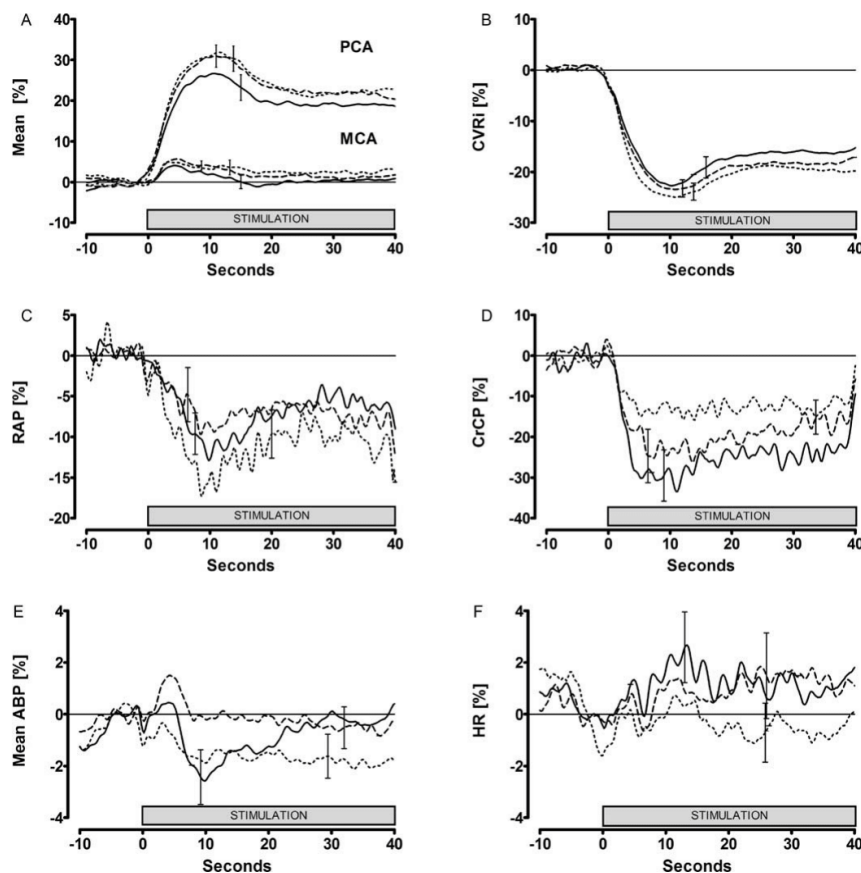 A
Mean [%]
40
30
20
10
0
-10
PCA
MCA
STIMULATION
-10 0 10 20 30 40
Seconds
B
CVRi [%]
10
0
-10
-20
-30
STIMULATION
-10 0 10 20 30 40
Seconds
C
RAP [%]
5
0
-5
-10
-15
-20
STIMULATION
-10 0 10 20 30 40
Seconds
D
CrCP [%]
10
0
-10
-20
-30
-40
STIMULATION
-10 0 10 20 30 40
Seconds
E
Mean ABP [%]
4
2
0
-2
-4
STIMULATION
-10 0 10 20 30 40
Seconds
F
HR [%]
4
2
0
-2
-4
STIMULATION
-10 0 10 20 30 40
Seconds